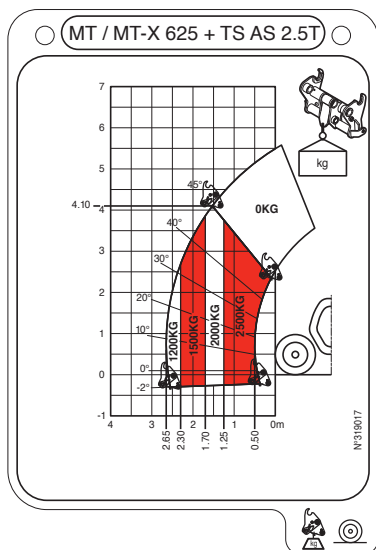 MT / MT-X 625 + TS AS 2.5T
kg
7
6
5
4.10
4
3
2
1
0
-1
45°
40°
30°
20°
10°
0°
-2°
0KG
1200KG
1500KG
2000KG
2500KG
4
3
2
1
0m
2.65
2.30
1.70
1.25
0.50
N°319017
kg